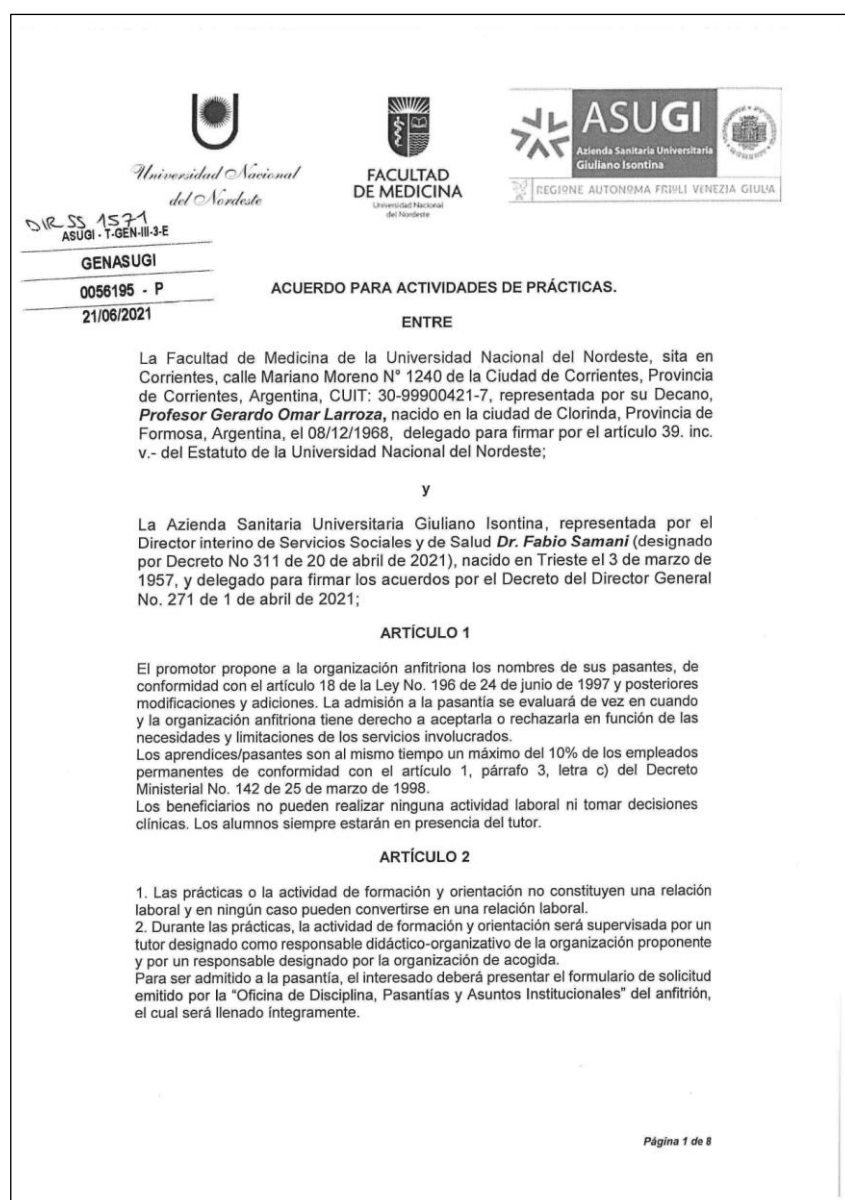 Universidad Nacional
del Nordeste
FACULTAD
DE MEDICINA
Universidad Nacional
del Nordeste
ASUGI
Azienda Sanitaria Universitaria
Giuliano Isontina
REGIONE AUTONOMA FRIULI VENEZIA GIULIA
DIR SS 1571
ASUGI - T-GEN-III-3-E
GENASUGI
0056195 - P
21/06/2021
ACUERDO PARA ACTIVIDADES DE PRÁCTICAS.
ENTRE
La Facultad de Medicina de la Universidad Nacional del Nordeste, sita en
Corrientes, calle Mariano Moreno N° 1240 de la Ciudad de Corrientes, Provincia
de Corrientes, Argentina, CUIT: 30-99900421-7, representada por su Decano,
Profesor Gerardo Omar Larroza, nacido en la ciudad de Clorinda, Provincia de
Formosa, Argentina, el 08/12/1968, delegado para firmar por el artículo 39. inc.
v.- del Estatuto de la Universidad Nacional del Nordeste;
y
La Azienda Sanitaria Universitaria Giuliano Isontina, representada por el
Director interino de Servicios Sociales y de Salud Dr. Fabio Samani (designado
por Decreto No 311 de 20 de abril de 2021), nacido en Trieste el 3 de marzo de
1957, y delegado para firmar los acuerdos por el Decreto del Director General
No. 271 de 1 de abril de 2021;
ARTÍCULO 1
El promotor propone a la organización anfitriona los nombres de sus pasantes, de
conformidad con el artículo 18 de la Ley No. 196 de 24 de junio de 1997 y posteriores
modificaciones y adiciones. La admisión a la pasantía se evaluará de vez en cuando
y la organización anfitriona tiene derecho a aceptarla o rechazarla en función de las
necesidades y limitaciones de los servicios involucrados.
Los aprendices/pasantes son al mismo tiempo un máximo del 10% de los empleados
permanentes de conformidad con el artículo 1, párrafo 3, letra c) del Decreto
Ministerial No. 142 de 25 de marzo de 1998.
Los beneficiarios no pueden realizar ninguna actividad laboral ni tomar decisiones
clínicas. Los alumnos siempre estarán en presencia del tutor.
ARTÍCULO 2
1. Las prácticas o la actividad de formación y orientación no constituyen una relación
laboral y en ningún caso pueden convertirse en una relación laboral.
2. Durante las prácticas, la actividad de formación y orientación será supervisada por un
tutor designado como responsable didáctico-organizativo de la organización proponente
y por un responsable designado por la organización de acogida.
Para ser admitido a la pasantía, el interesado deberá presentar el formulario de solicitud
emitido por la “Oficina de Disciplina, Pasantías y Asuntos Institucionales” del anfitrión,
el cual será llenado íntegramente.
Página 1 de 8